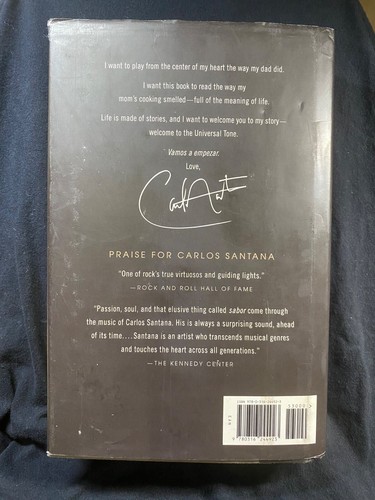 I want to play from the center of my heart the way my dad did.
I want this book to read the way my
mom's cooking smelled—full of the meaning of life.
Life is made of stories, and I want to welcome you to my story—
welcome to the Universal Tone.
Vamos a empezar.
Love,
PRAISE FOR CARLOS SANTANA
"One of rock's true virtuosos and guiding lights."
—ROCK AND ROLL HALL OF FAME
"Passion, soul, and that elusive thing called sabor come through
the music of Carlos Santana. His is always a surprising sound, ahead
of its time.... Santana is an artist who transcends musical genres
and touches the heart across all generations."
—THE KENNEDY CENTER
9 780316 244923